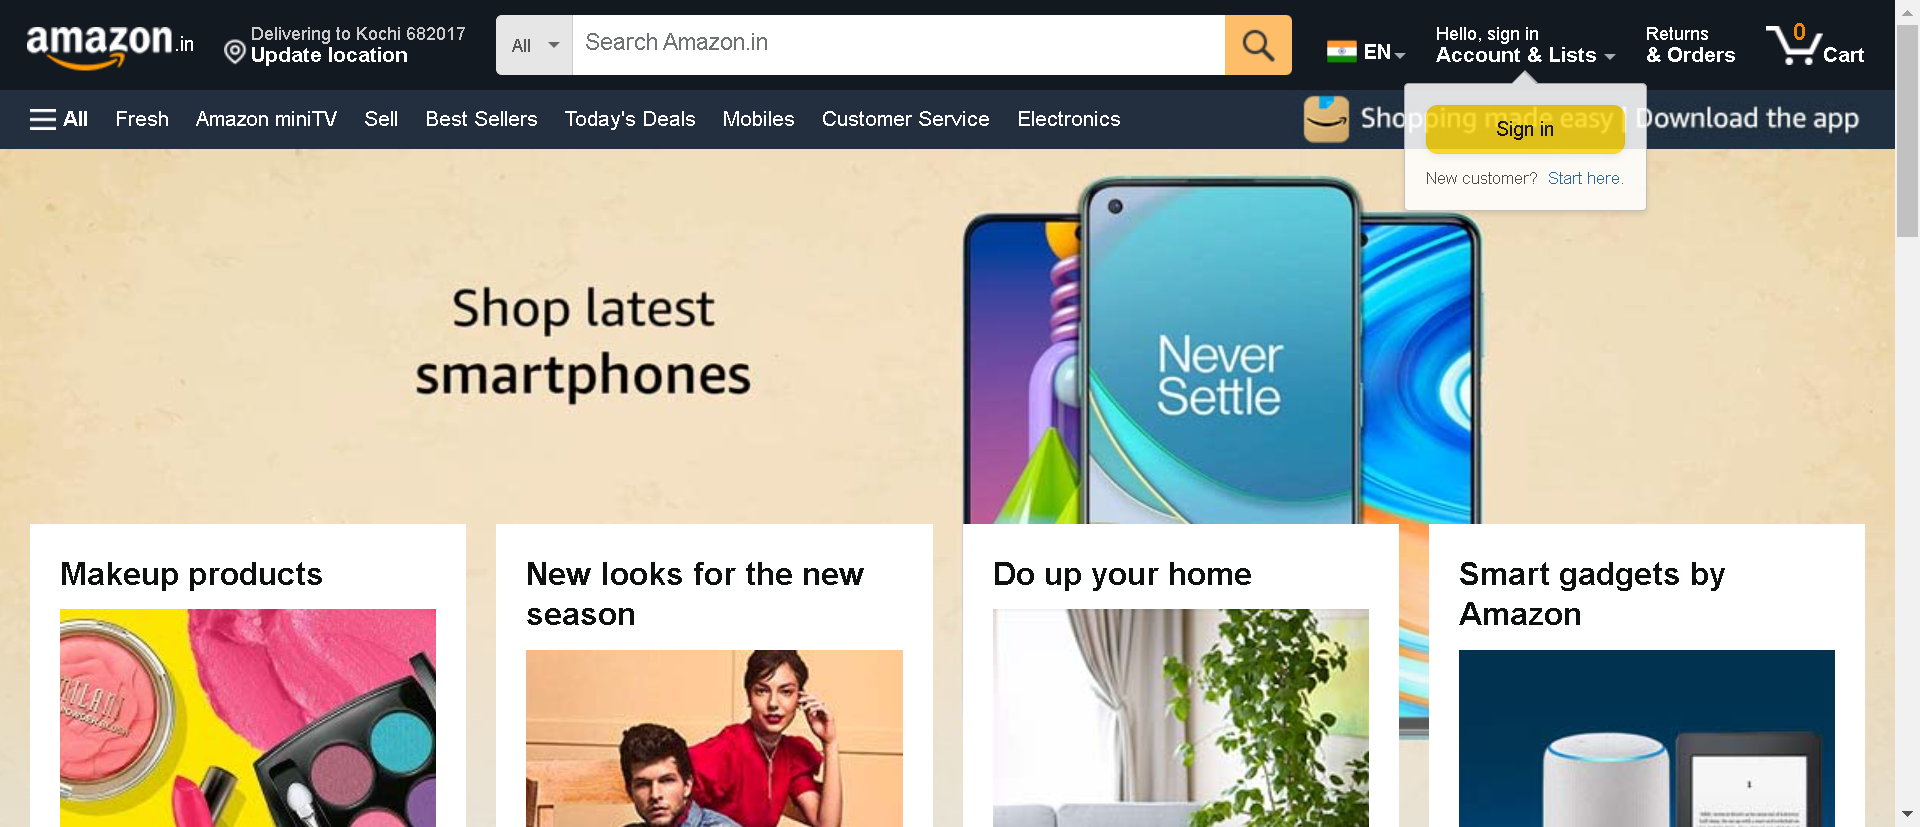 amazon.in
Delivering to Kochi 682017
Update location
All
Search Amazon.in
EN
Hello, sign in
Account & Lists
Returns
& Orders
0
Cart
All
Fresh
Amazon miniTV
Sell
Best Sellers
Today's Deals
Mobiles
Customer Service
Electronics
Shopping made easy | Download the app
Sign in
New customer? Start here.
Shop latest
smartphones
Never
Settle
Makeup products
New looks for the new
season
Do up your home
Smart gadgets by
Amazon
MILANI
POWDER BLUSH